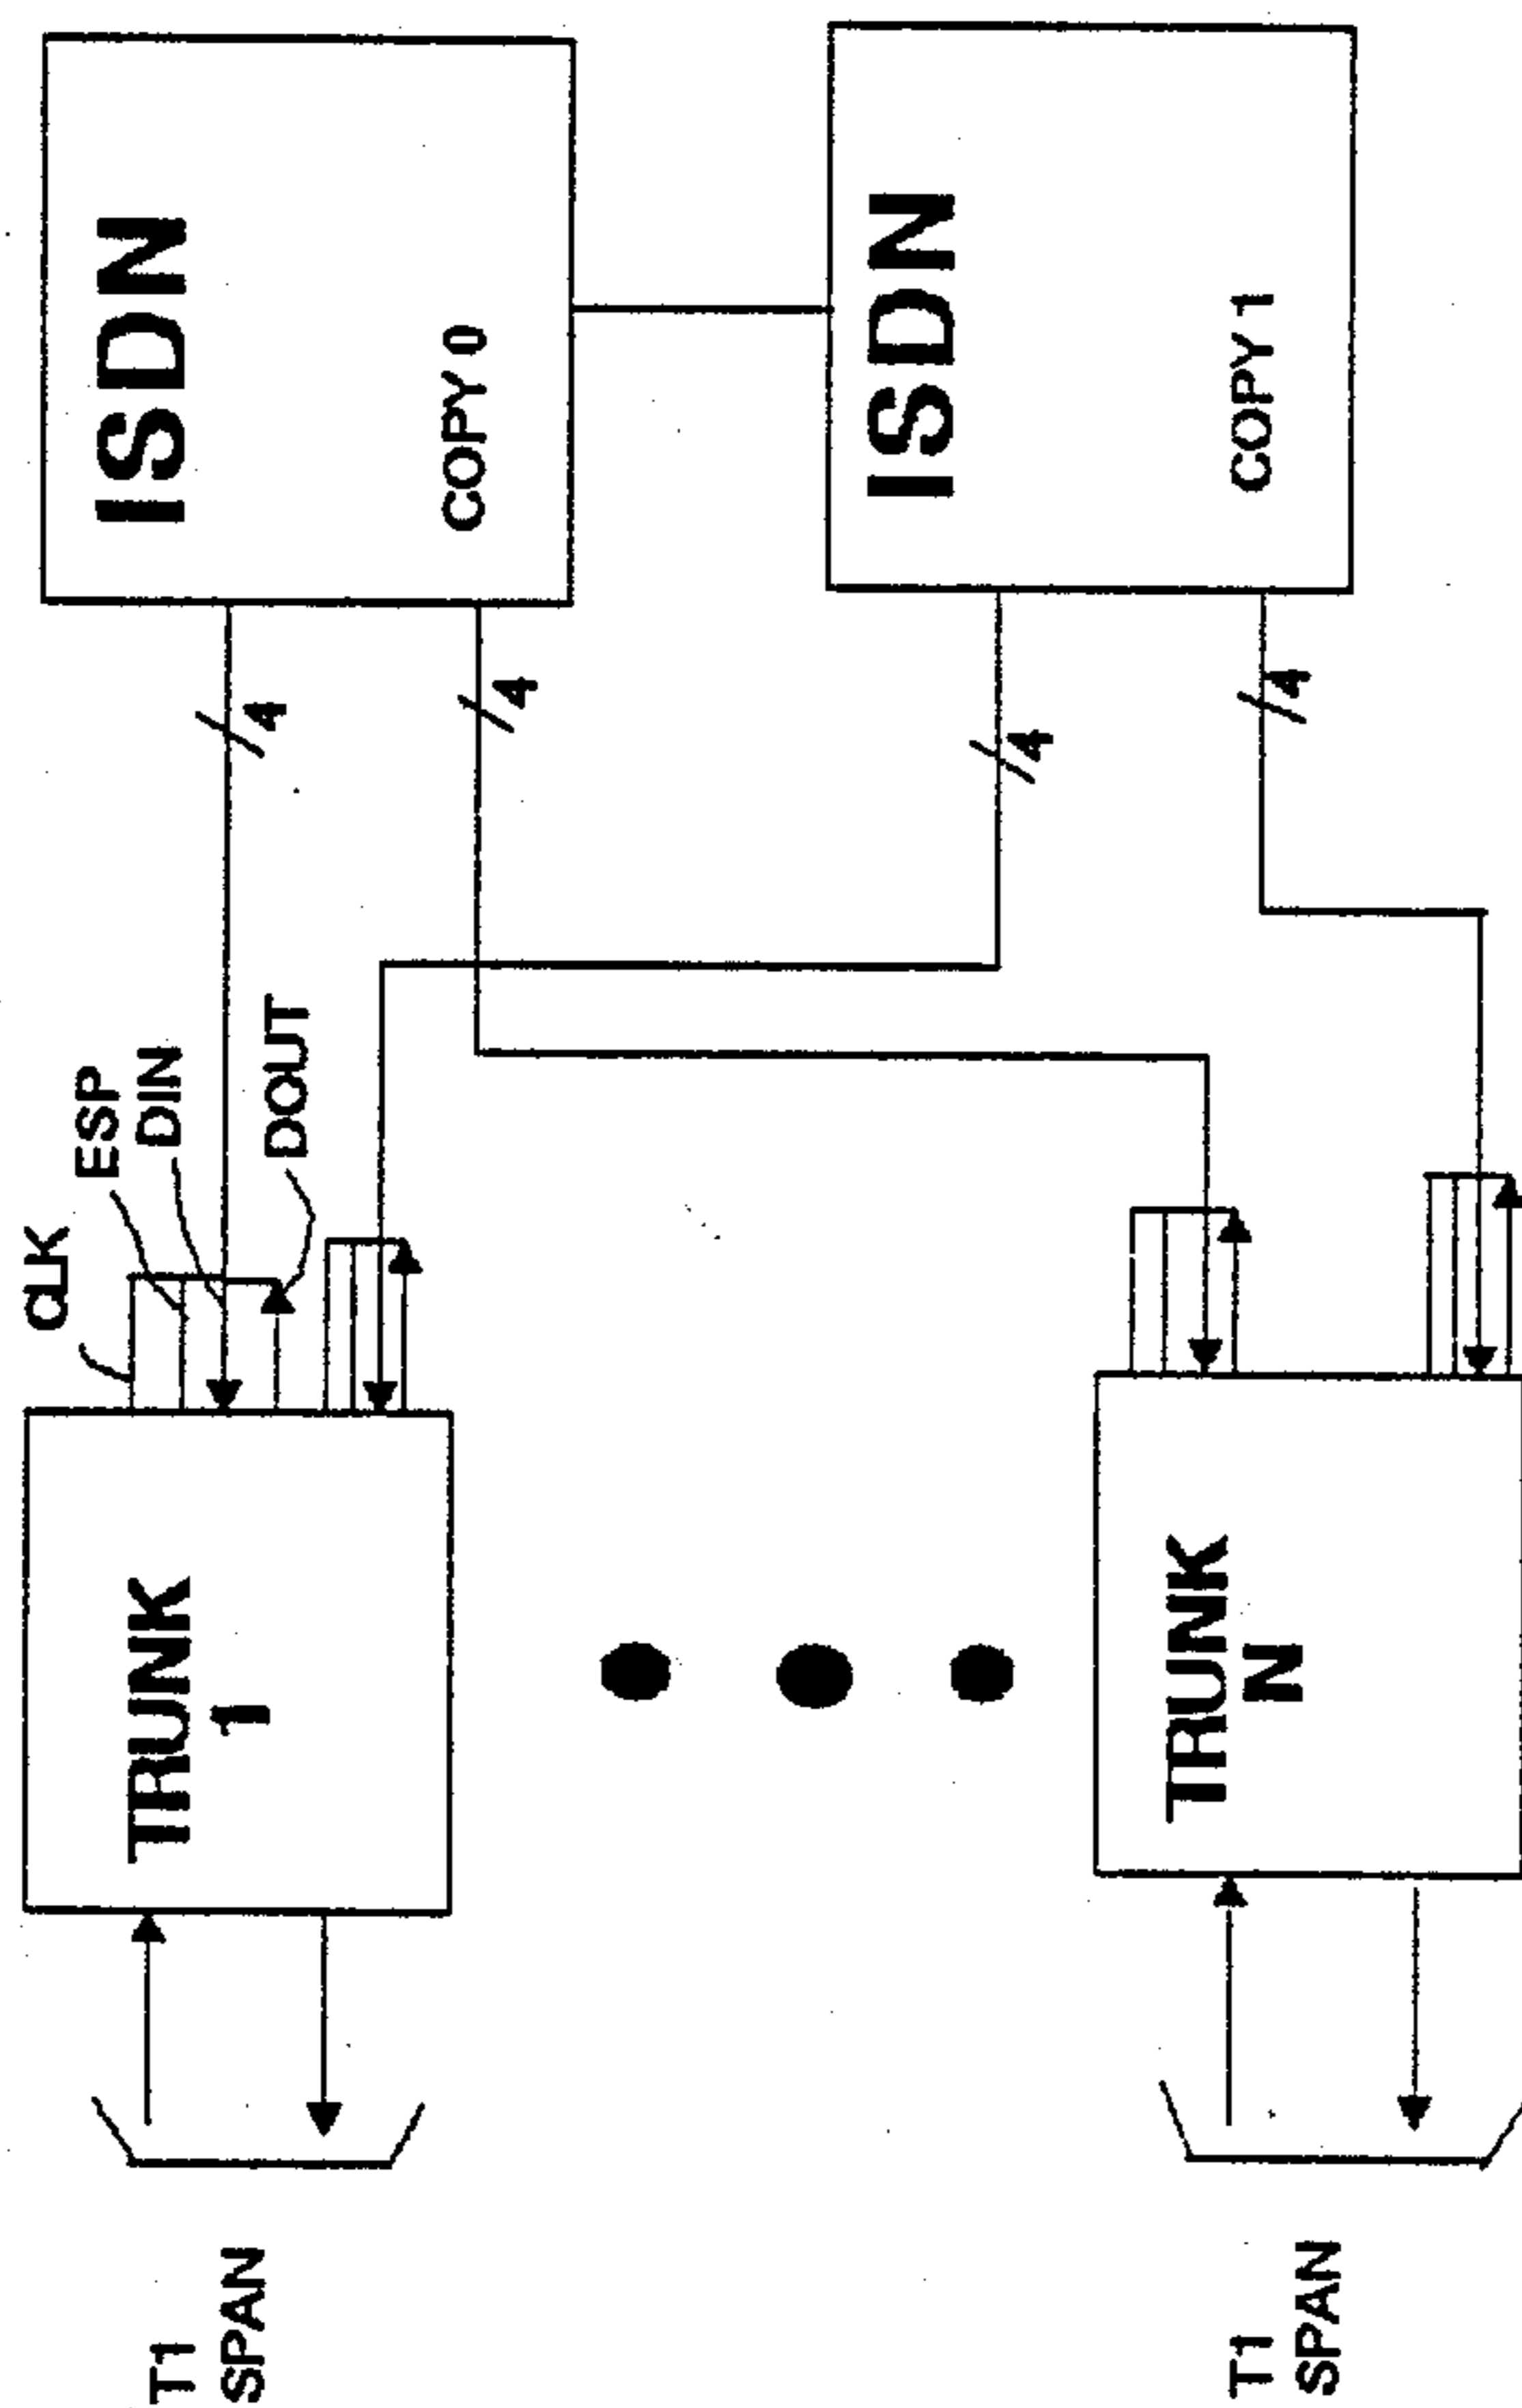 T1
SPAN
TRUNK
1
CLK
ESP
DIN
DOUT
4
4
ISDN
COPY 0
T1
SPAN
TRUNK
N
4
4
ISDN
COPY 1